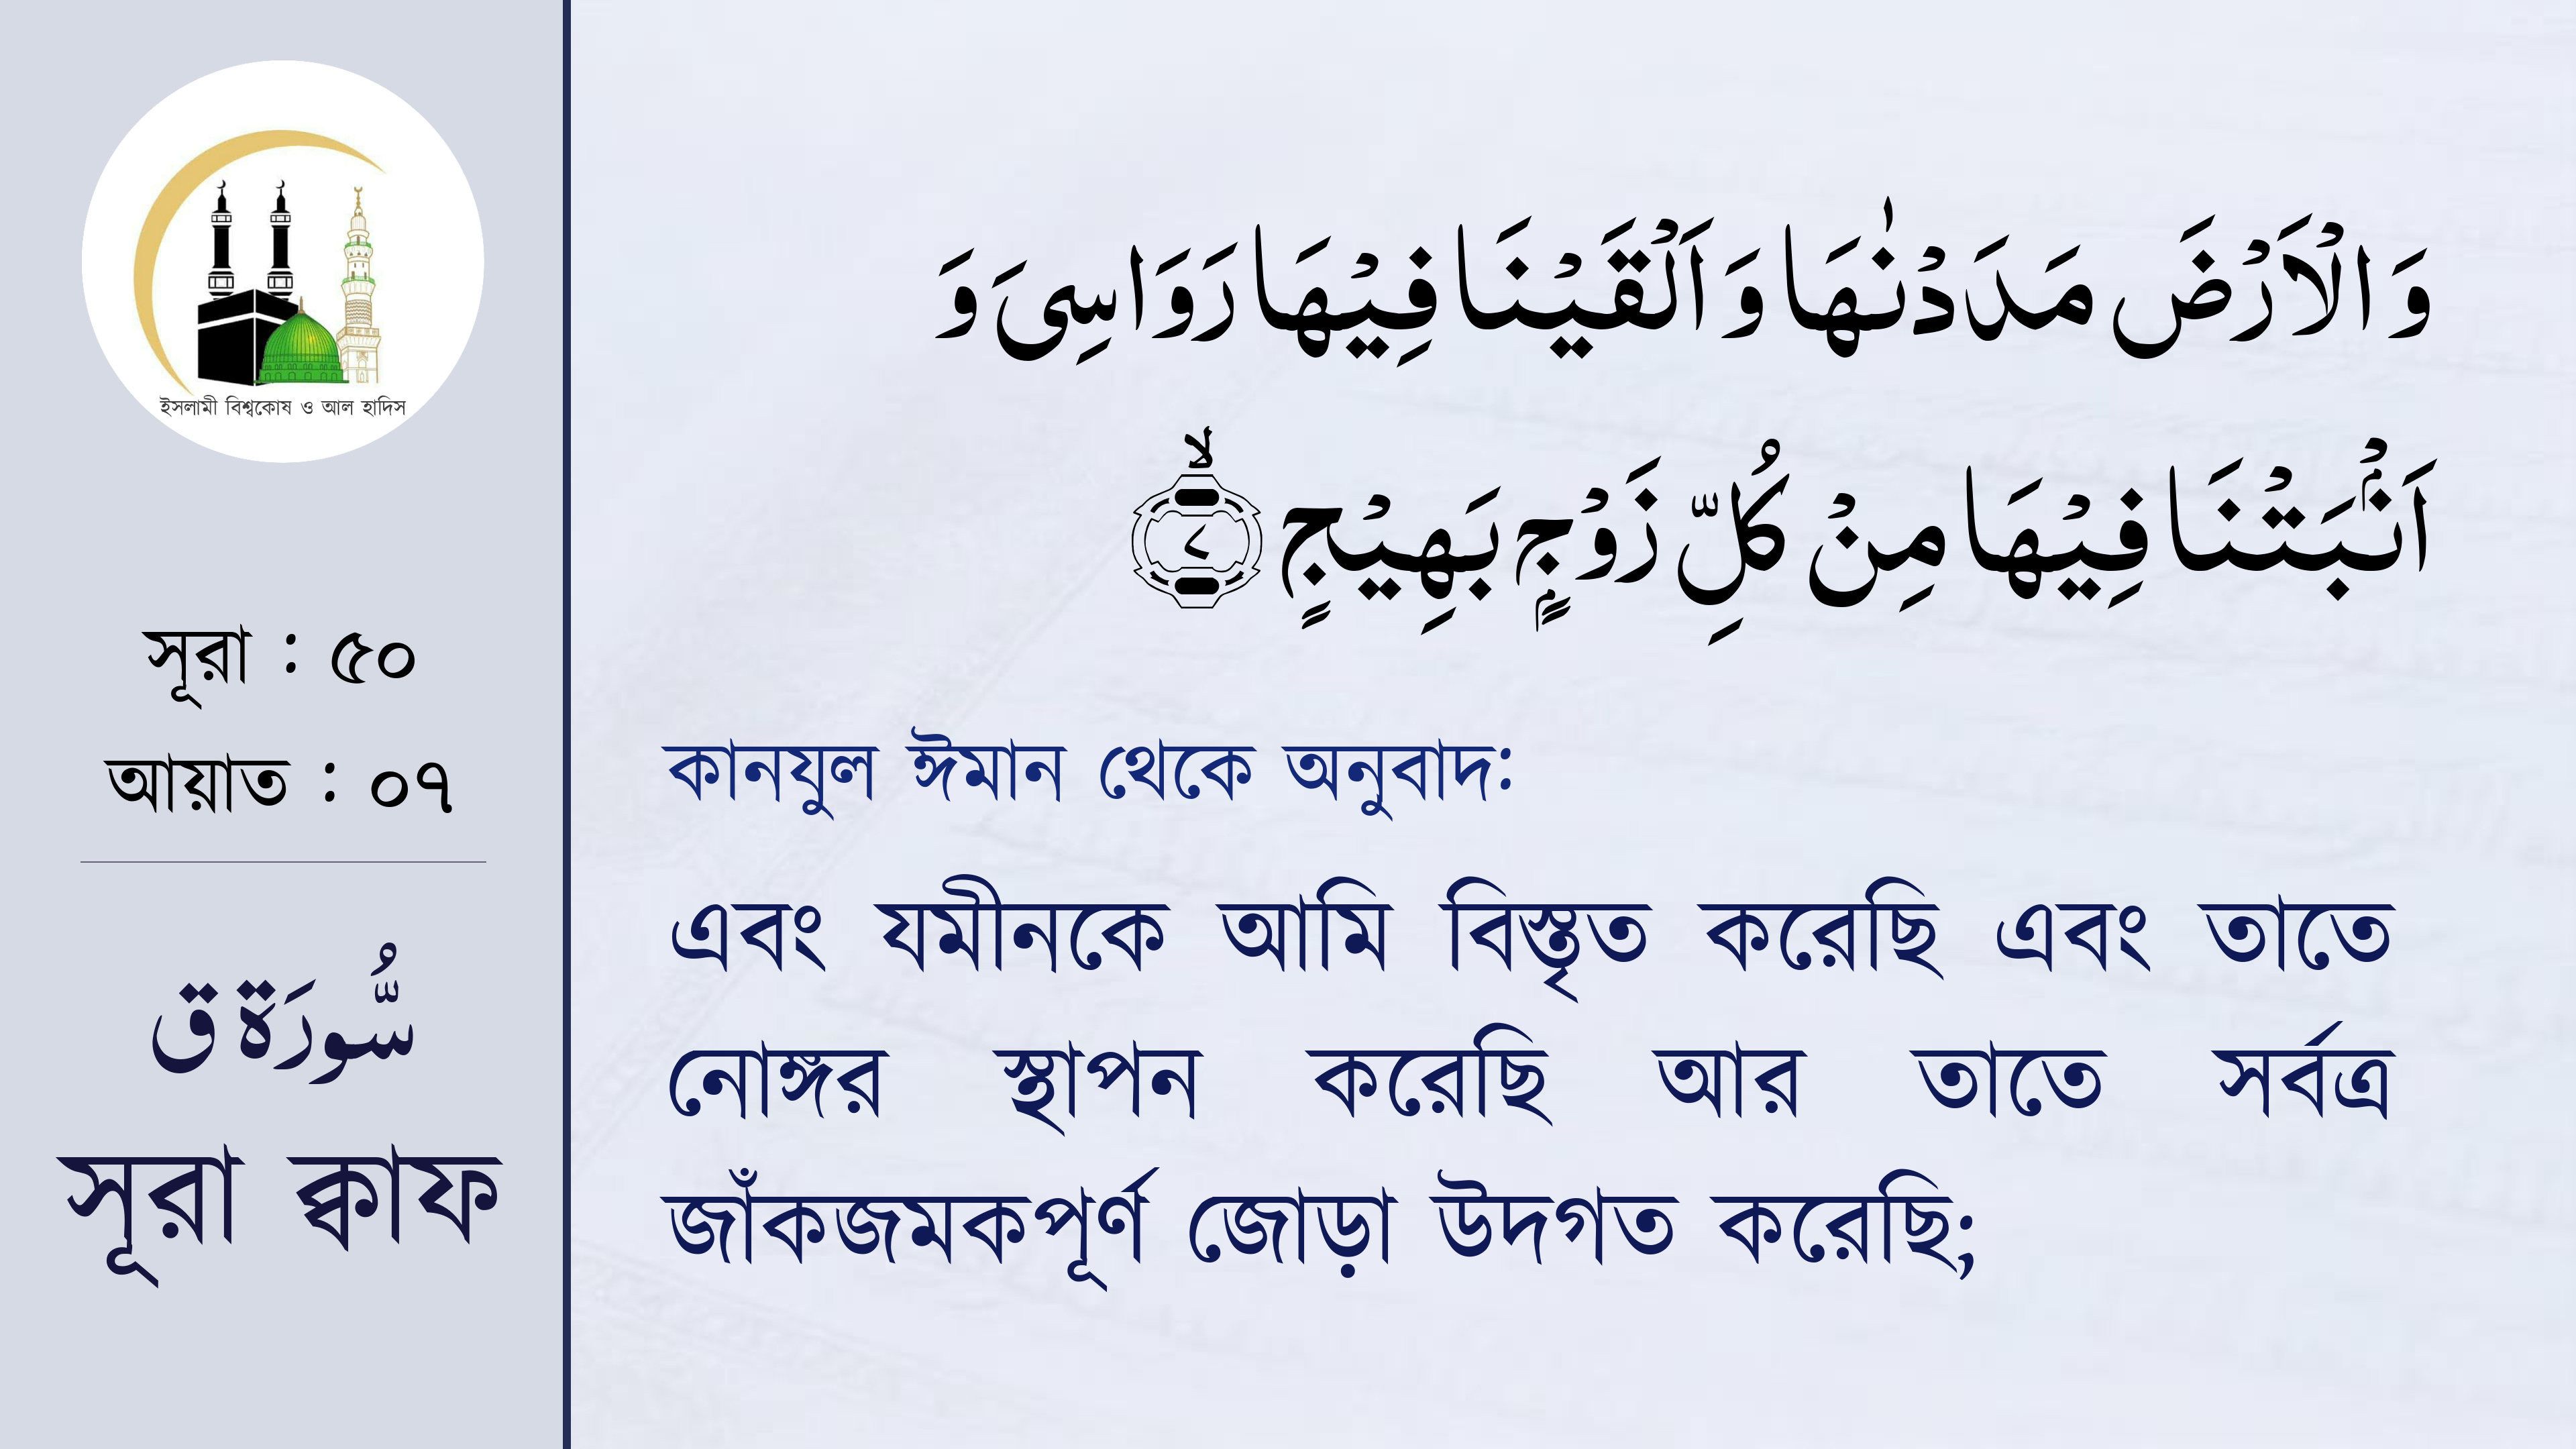 ইসলামী বিশ্বকোষ ও আল হাদিস
সূরা : ৫০
আয়াত : ০৭
سُّورَة ق
সূরা ক্বাফ
وَ الْاَرْضَ مَدَدْنٰهَا وَ اَلْقَیْنَا فِیْهَا رَوَاسِیَ وَ
اَنْۢبَتْنَا فِیْهَا مِنْ كُلِّ زَوْجٍۭ بَهِیْجٍ ۙ‏﴿۷﴾
কানযুল ঈমান থেকে অনুবাদ:
এবং যমীনকে আমি বিস্তৃত করেছি এবং তাতে
নোঙ্গর স্থাপন করেছি আর তাতে সর্বত্র
জাঁকজমকপূর্ণ জোড়া উদগত করেছি;